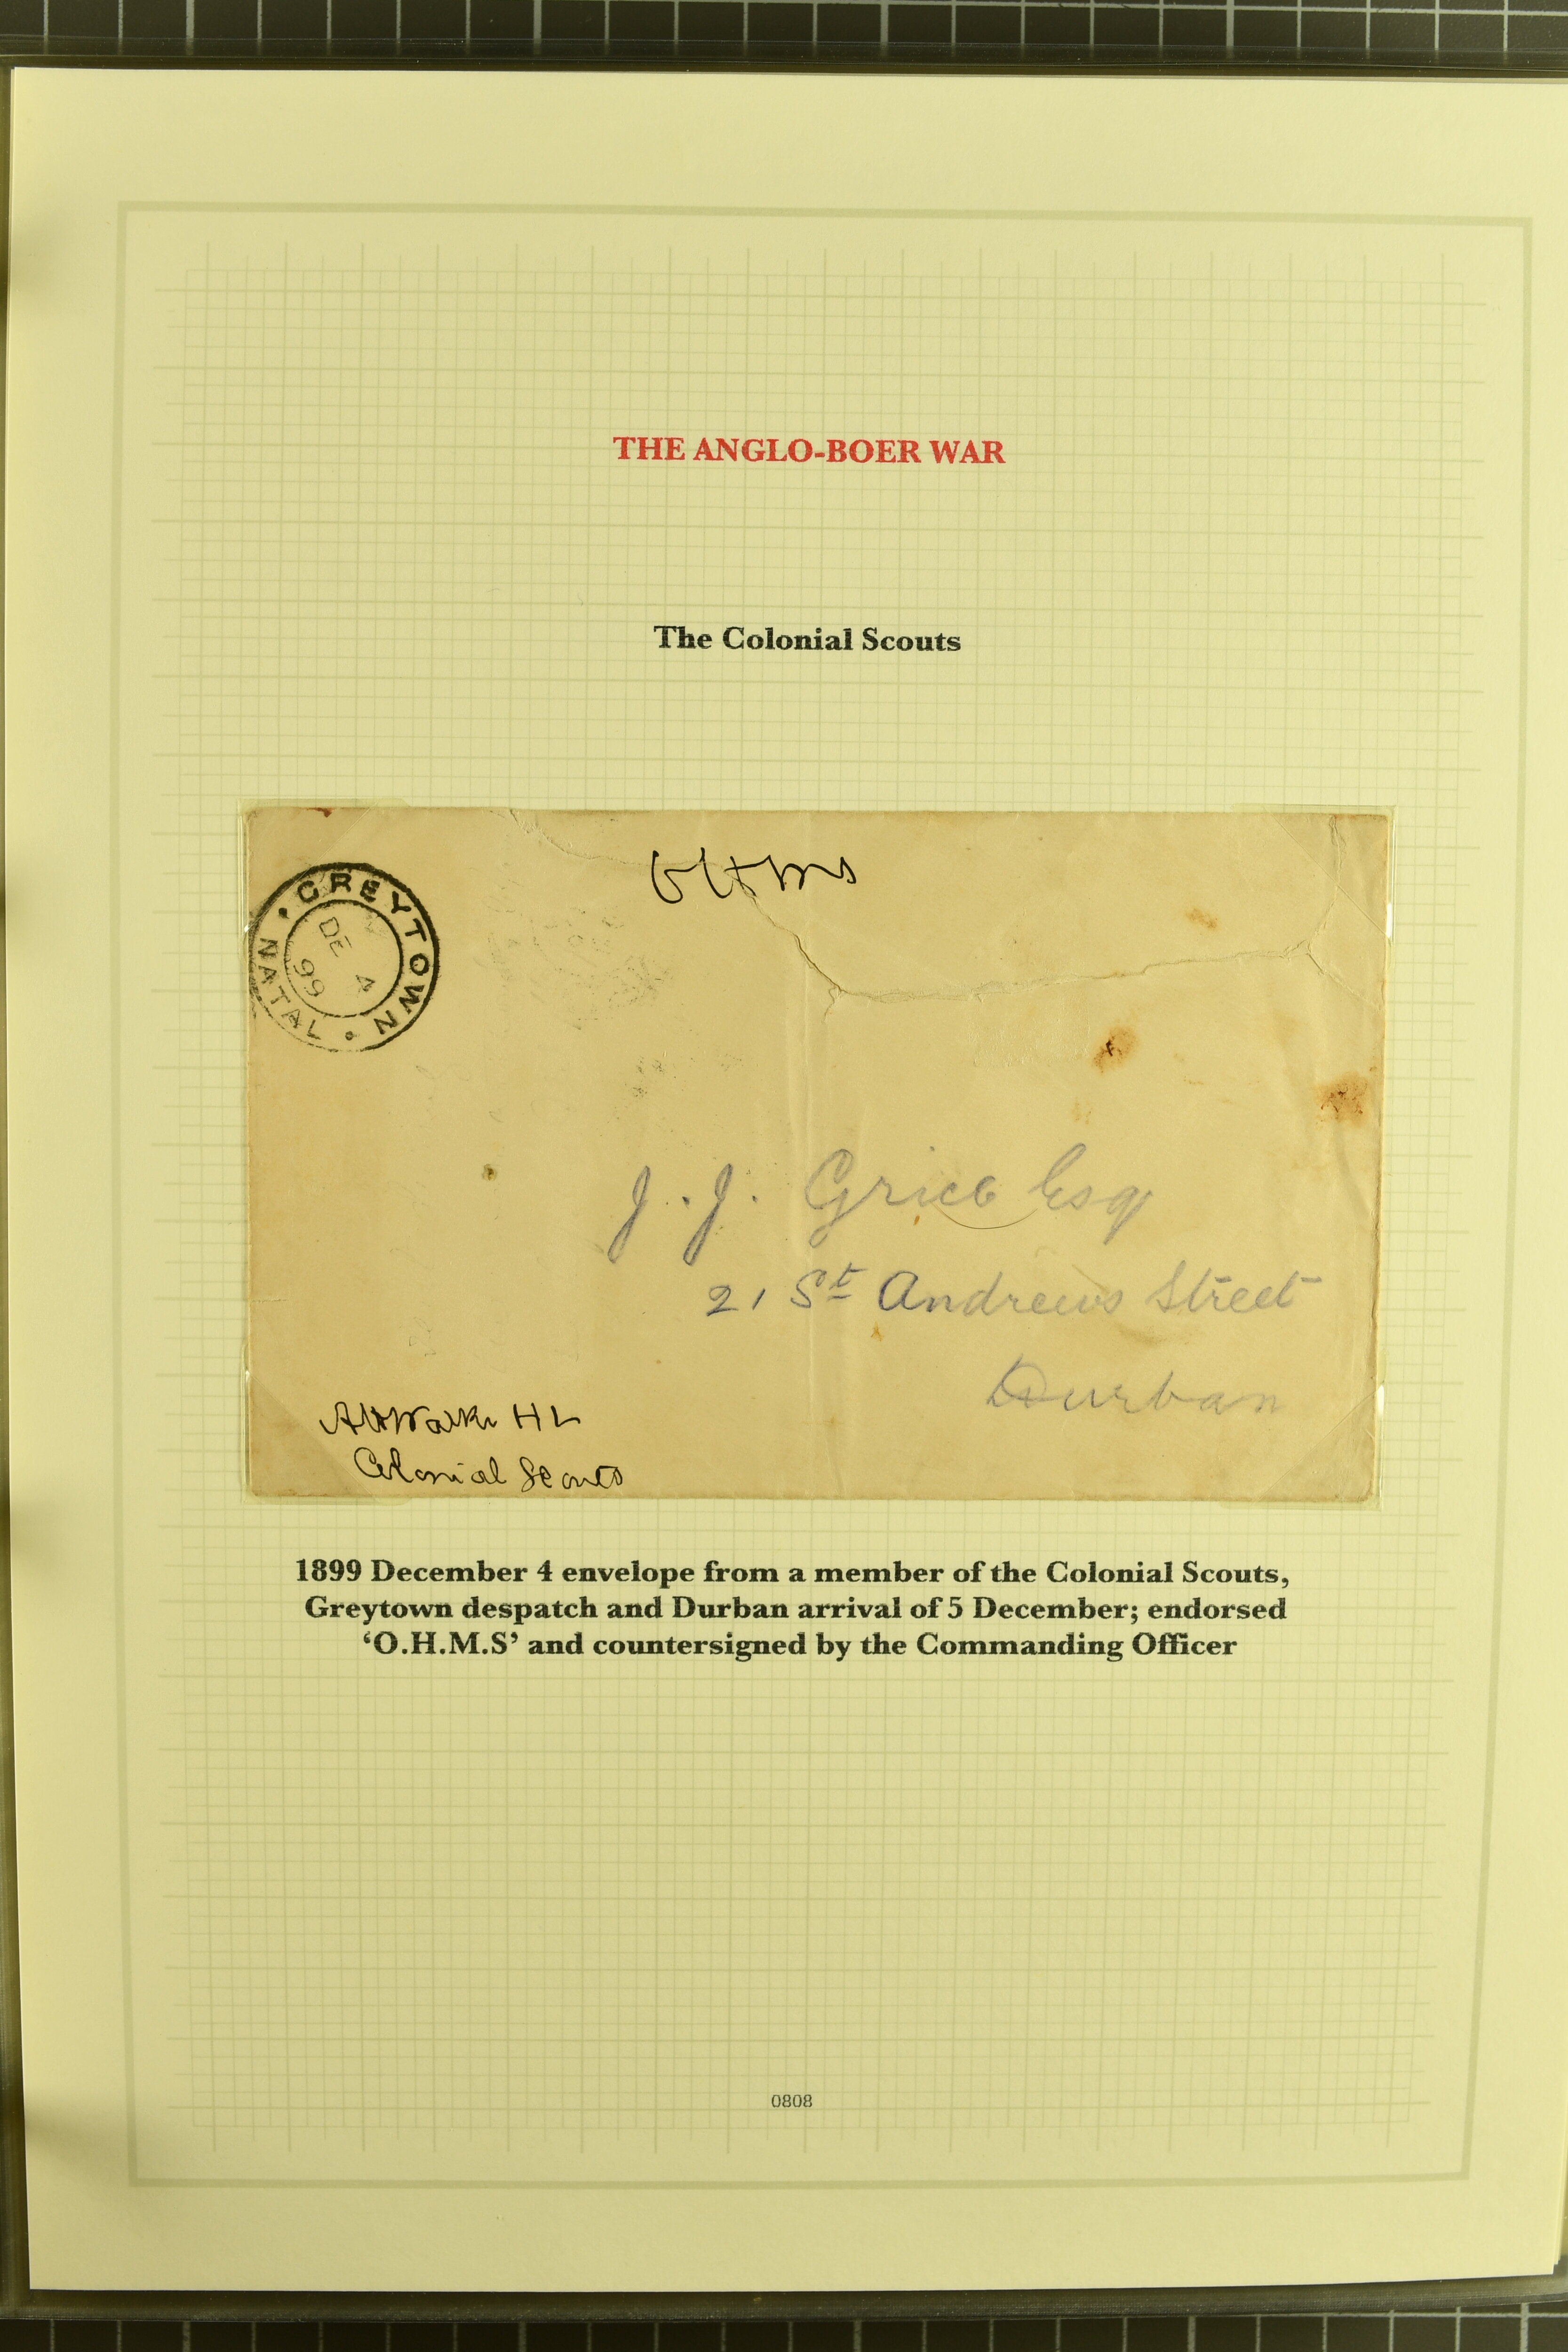 THE ANGLO-BOER WAR
The Colonial Scouts
OHMS
GREYTOWN
DE 4
99
NATAL
J. J. Grice Esq
21 St Andrews Street
Durban
Colonial Scouts
1899 December 4 envelope from a member of the Colonial Scouts,
Greytown despatch and Durban arrival of 5 December; endorsed
‘O.H.M.S’ and countersigned by the Commanding Officer
0808